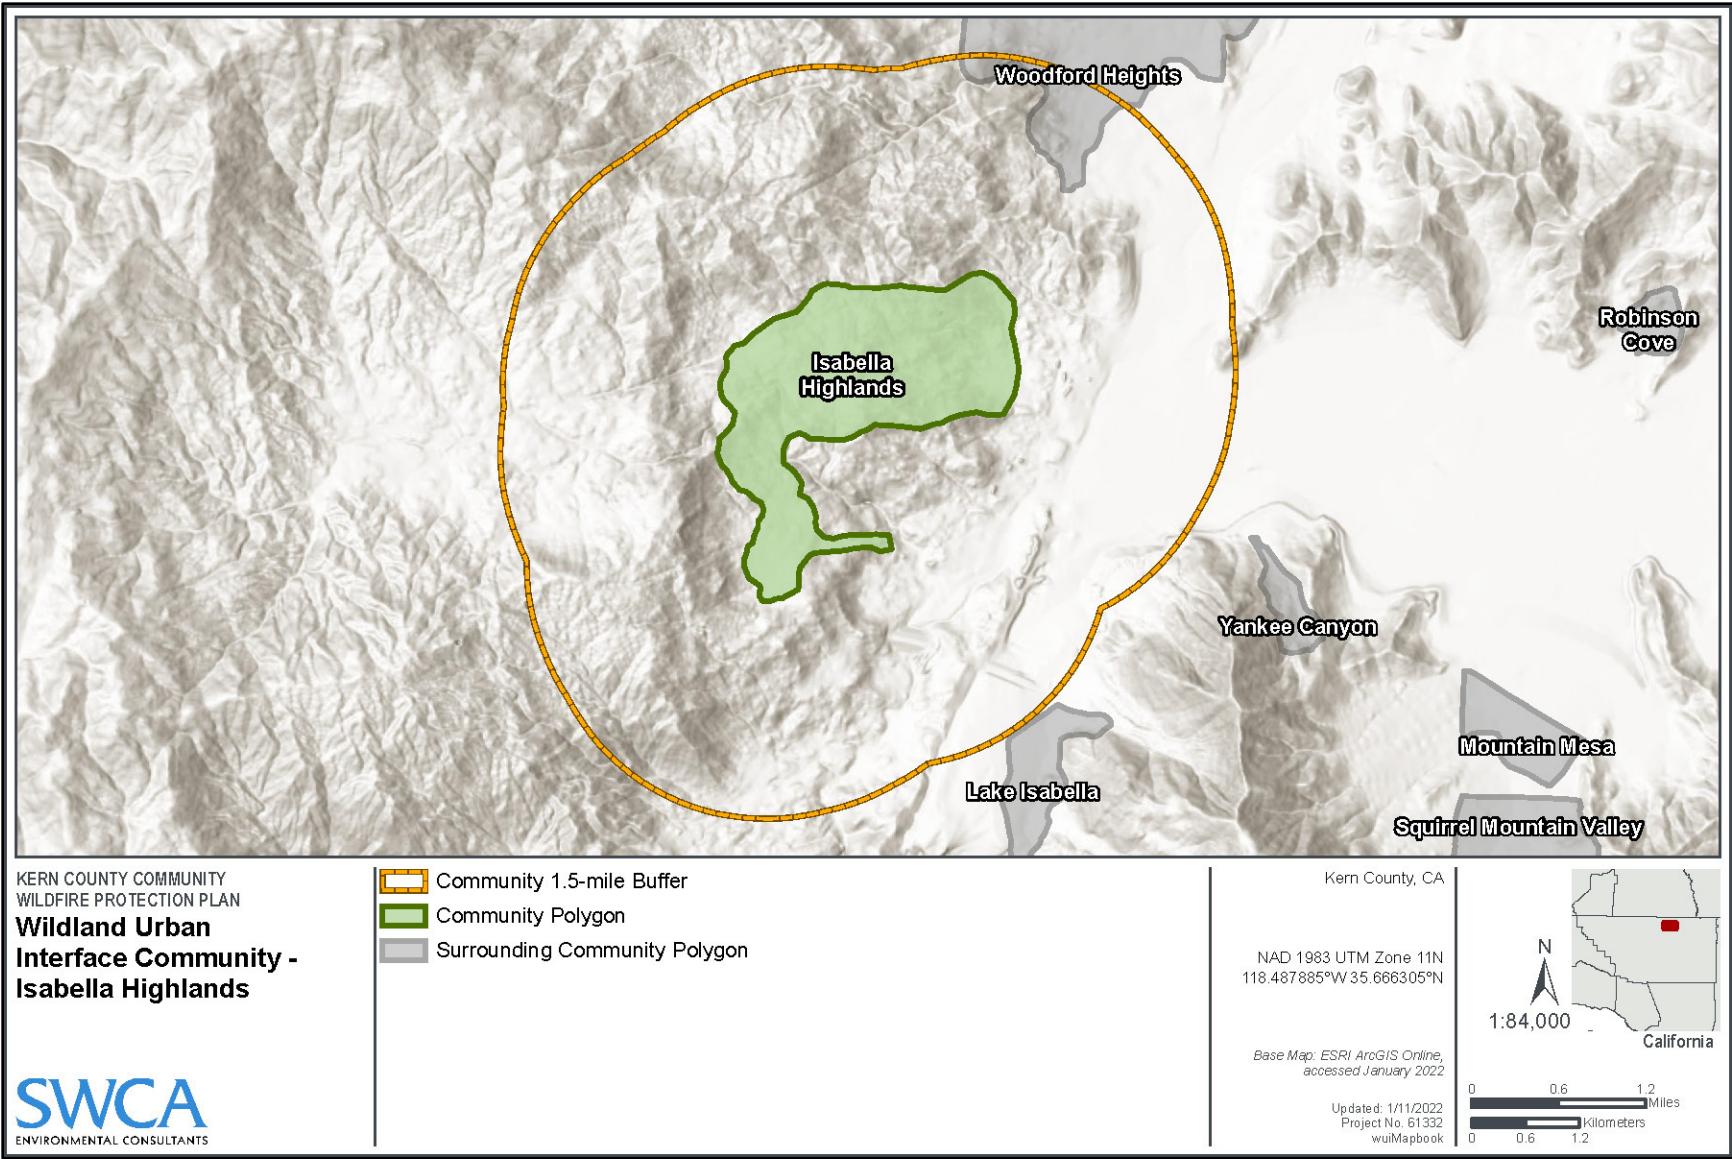 Woodford Heights
Robinson
Cove
Isabella
Highlands
Yankee Canyon
Mountain Mesa
Lake Isabella
Squirrel Mountain Valley
KERN COUNTY COMMUNITY
WILDFIRE PROTECTION PLAN
Wildland Urban
Interface Community -
Isabella Highlands
SWCA
ENVIRONMENTAL CONSULTANTS
Community 1.5-mile Buffer
Community Polygon
Surrounding Community Polygon
Kern County, CA
NAD 1983 UTM Zone 11N
118.487885°W 35.666305°N
Base Map: ESRI ArcGIS Online,
accessed January 2022
Updated: 1/11/2022
Project No. 61332
wuiMapbook
N
1:84,000
California
0 0.6 1.2
Miles
Kilometers
0 0.6 1.2